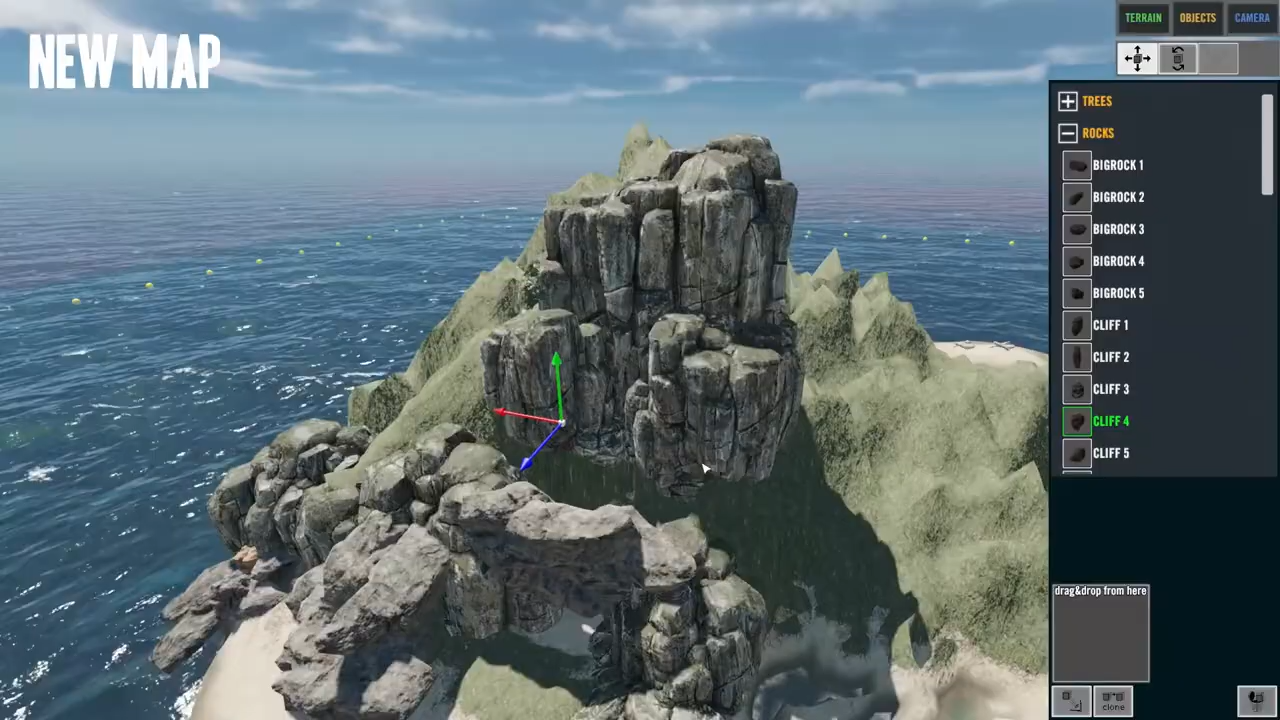 NEW MAP
TERRAIN
OBJECTS
CAMERA
TREES
ROCKS
BIGROCK 1
BIGROCK 2
BIGROCK 3
BIGROCK 4
BIGROCK 5
CLIFF 1
CLIFF 2
CLIFF 3
CLIFF 4
CLIFF 5
drag&drop from here
clone